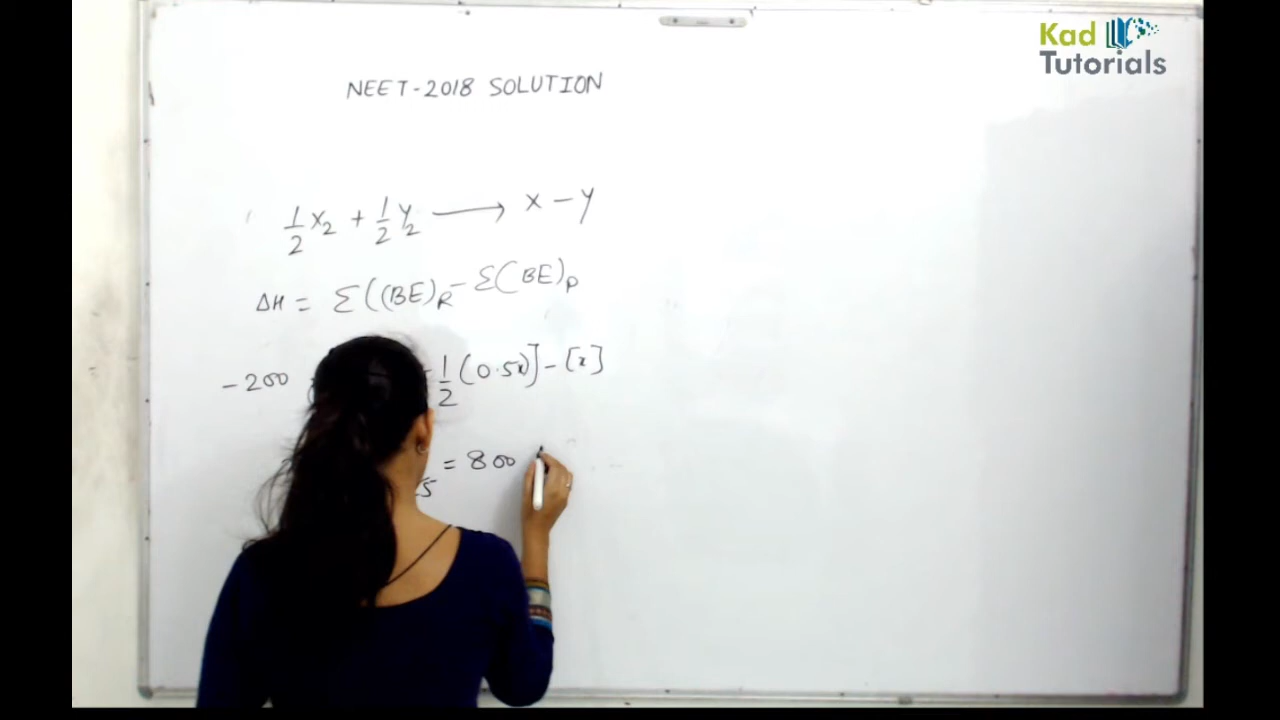 Kad
Tutorials
NEET-2018 SOLUTION
1/2 X2 + 1/2 Y2 ⟶ X - Y
ΔH = Σ((BE)R - Σ(BE)P
-200 1/2 (0.5x)] - [x]
5 = 800